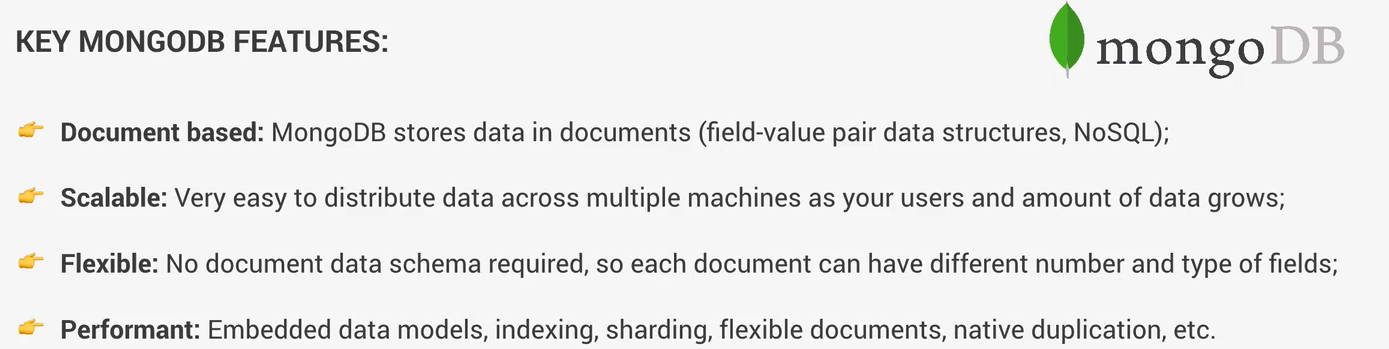 KEY MONGODB FEATURES:
mongoDB
👉 Document based: MongoDB stores data in documents (field-value pair data structures, NoSQL);
👉 Scalable: Very easy to distribute data across multiple machines as your users and amount of data grows;
👉 Flexible: No document data schema required, so each document can have different number and type of fields;
👉 Performant: Embedded data models, indexing, sharding, flexible documents, native duplication, etc.